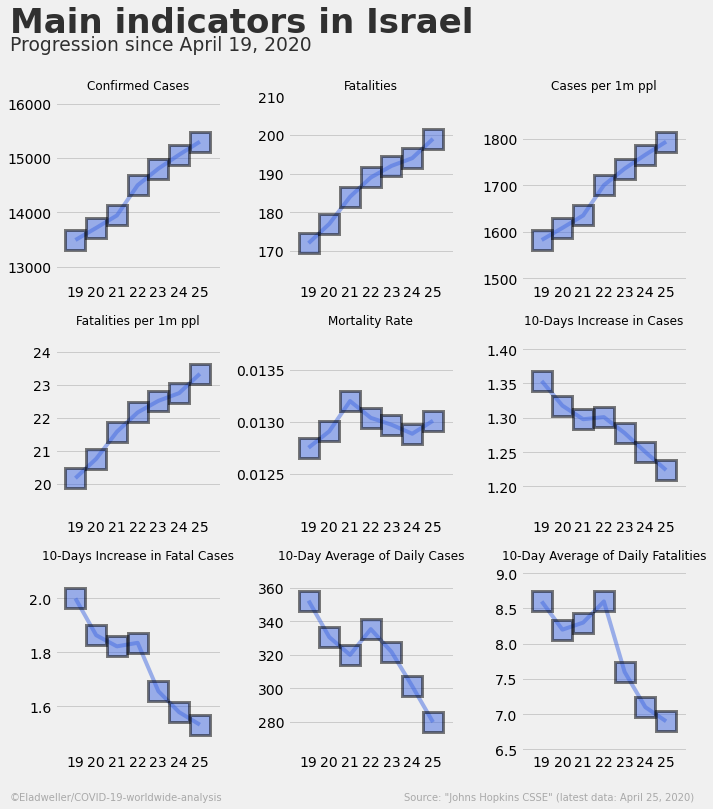 Main indicators in Israel
Progression since April 19, 2020
Confirmed Cases
16000
15000
14000
13000
19 20 21 22 23 24 25
Fatalities
210
200
190
180
170
19 20 21 22 23 24 25
Cases per 1m ppl
1800
1700
1600
1500
19 20 21 22 23 24 25
Fatalities per 1m ppl
24
23
22
21
20
19 20 21 22 23 24 25
Mortality Rate
0.0135
0.0130
0.0125
19 20 21 22 23 24 25
10-Days Increase in Cases
1.40
1.35
1.30
1.25
1.20
19 20 21 22 23 24 25
10-Days Increase in Fatal Cases
2.0
1.8
1.6
19 20 21 22 23 24 25
10-Day Average of Daily Cases
360
340
320
300
280
19 20 21 22 23 24 25
10-Day Average of Daily Fatalities
9.0
8.5
8.0
7.5
7.0
6.5
19 20 21 22 23 24 25
©Eladweller/COVID-19-worldwide-analysis
Source: "Johns Hopkins CSSE" (latest data: April 25, 2020)